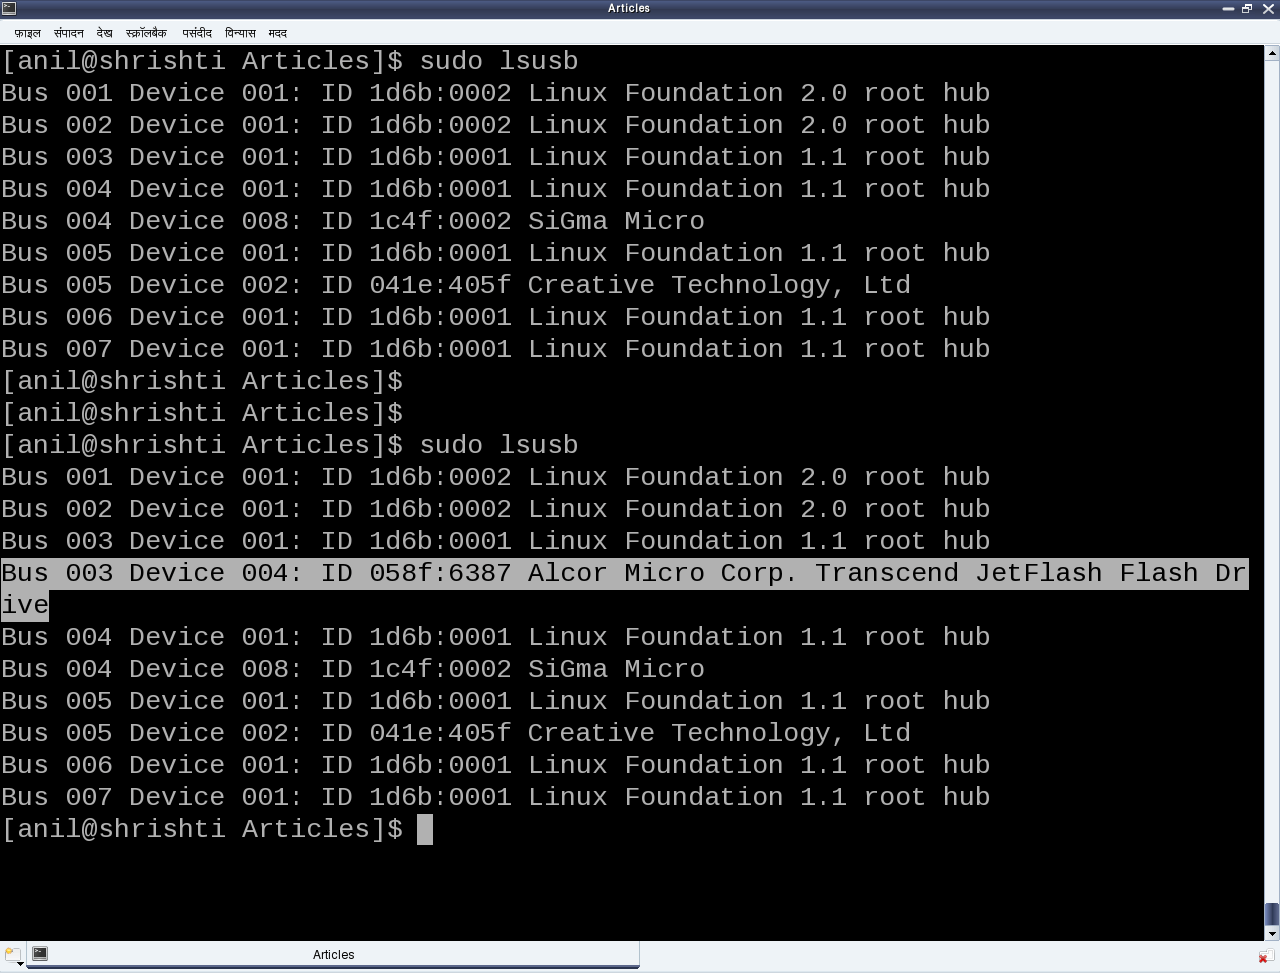 Articles
फ़ाइल संपादन देख स्क्रॉलबैक पसंदीद विन्यास मदद
[anil@shrishti Articles]$ sudo lsusb
Bus 001 Device 001: ID 1d6b:0002 Linux Foundation 2.0 root hub
Bus 002 Device 001: ID 1d6b:0002 Linux Foundation 2.0 root hub
Bus 003 Device 001: ID 1d6b:0001 Linux Foundation 1.1 root hub
Bus 004 Device 001: ID 1d6b:0001 Linux Foundation 1.1 root hub
Bus 004 Device 008: ID 1c4f:0002 SiGma Micro
Bus 005 Device 001: ID 1d6b:0001 Linux Foundation 1.1 root hub
Bus 005 Device 002: ID 041e:405f Creative Technology, Ltd
Bus 006 Device 001: ID 1d6b:0001 Linux Foundation 1.1 root hub
Bus 007 Device 001: ID 1d6b:0001 Linux Foundation 1.1 root hub
[anil@shrishti Articles]$
[anil@shrishti Articles]$
[anil@shrishti Articles]$ sudo lsusb
Bus 001 Device 001: ID 1d6b:0002 Linux Foundation 2.0 root hub
Bus 002 Device 001: ID 1d6b:0002 Linux Foundation 2.0 root hub
Bus 003 Device 001: ID 1d6b:0001 Linux Foundation 1.1 root hub
Bus 003 Device 004: ID 058f:6387 Alcor Micro Corp. Transcend JetFlash Flash Dr
ive
Bus 004 Device 001: ID 1d6b:0001 Linux Foundation 1.1 root hub
Bus 004 Device 008: ID 1c4f:0002 SiGma Micro
Bus 005 Device 001: ID 1d6b:0001 Linux Foundation 1.1 root hub
Bus 005 Device 002: ID 041e:405f Creative Technology, Ltd
Bus 006 Device 001: ID 1d6b:0001 Linux Foundation 1.1 root hub
Bus 007 Device 001: ID 1d6b:0001 Linux Foundation 1.1 root hub
[anil@shrishti Articles]$
Articles